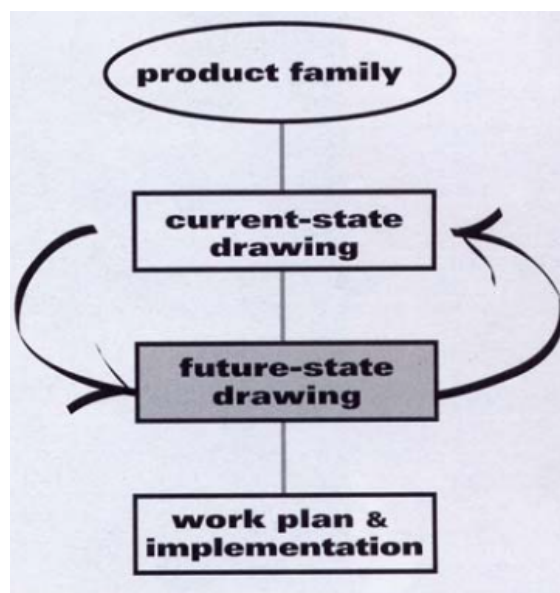 product family
current-state
drawing
future-state
drawing
work plan &
implementation